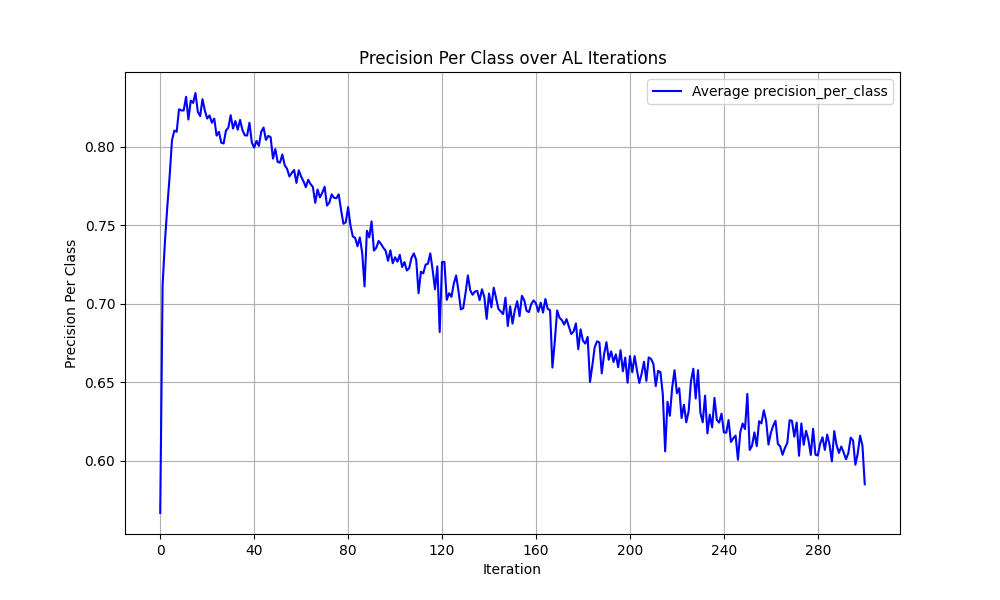 Precision Per Class over AL Iterations
Average precision_per_class
Precision Per Class
0.80
0.75
0.70
0.65
0.60
0 40 80 120 160 200 240 280
Iteration